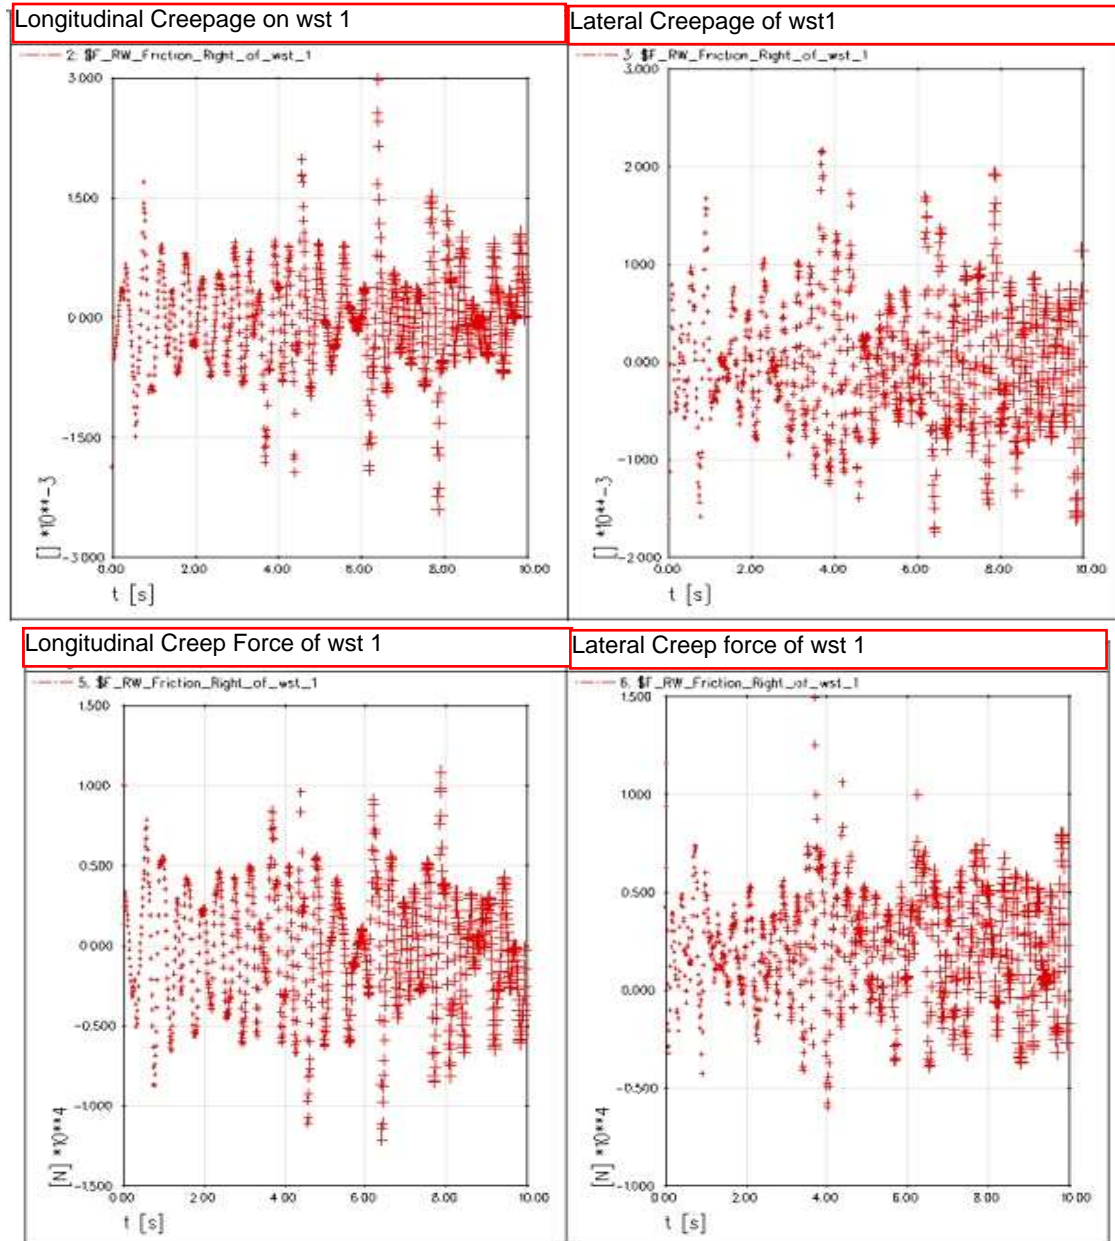 Longitudinal Creepage on wst 1
Lateral Creepage of wst1
2: $F_RW_Friction_Right_of_wst_1
3: $F_RW_Friction_Right_of_wst_1
3.000
1.500
0.000
-1.500
-3.000
[] *10**-3
0.00 2.00 4.00 6.00 8.00 10.00
t [s]
3.000
2.000
1.000
0.000
-1.000
-2.000
[] *10**-3
0.00 2.00 4.00 6.00 8.00 10.00
t [s]
Longitudinal Creep Force of wst 1
Lateral Creep force of wst 1
5. $F_RW_Friction_Right_of_wst_1
6. $F_RW_Friction_Right_of_wst_1
1.500
1.000
0.500
0.000
-0.500
-1.000
-1.500
[N] *10**4
0.00 2.00 4.00 6.00 8.00 10.00
t [s]
1.500
1.000
0.500
0.000
-0.500
-1.000
[N] *10**4
0.00 2.00 4.00 6.00 8.00 10.00
t [s]